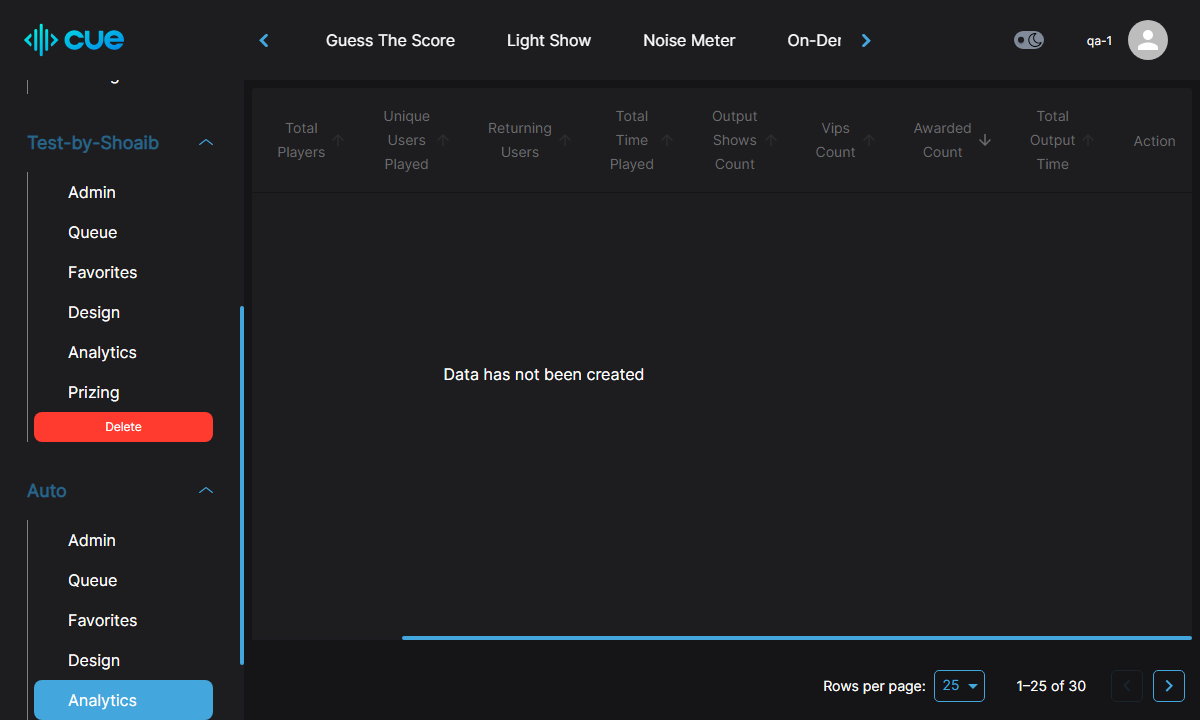 cue
Guess The Score
Light Show
Noise Meter
On-Der
qa-1
Test-by-Shoaib
Admin
Queue
Favorites
Design
Analytics
Prizing
Delete
Auto
Admin
Queue
Favorites
Design
Analytics
Total
Players
Unique
Users
Played
Returning
Users
Total
Time
Played
Output
Shows
Count
Vips
Count
Awarded
Count
Total
Output
Time
Action
Data has not been created
Rows per page:
25
1–25 of 30